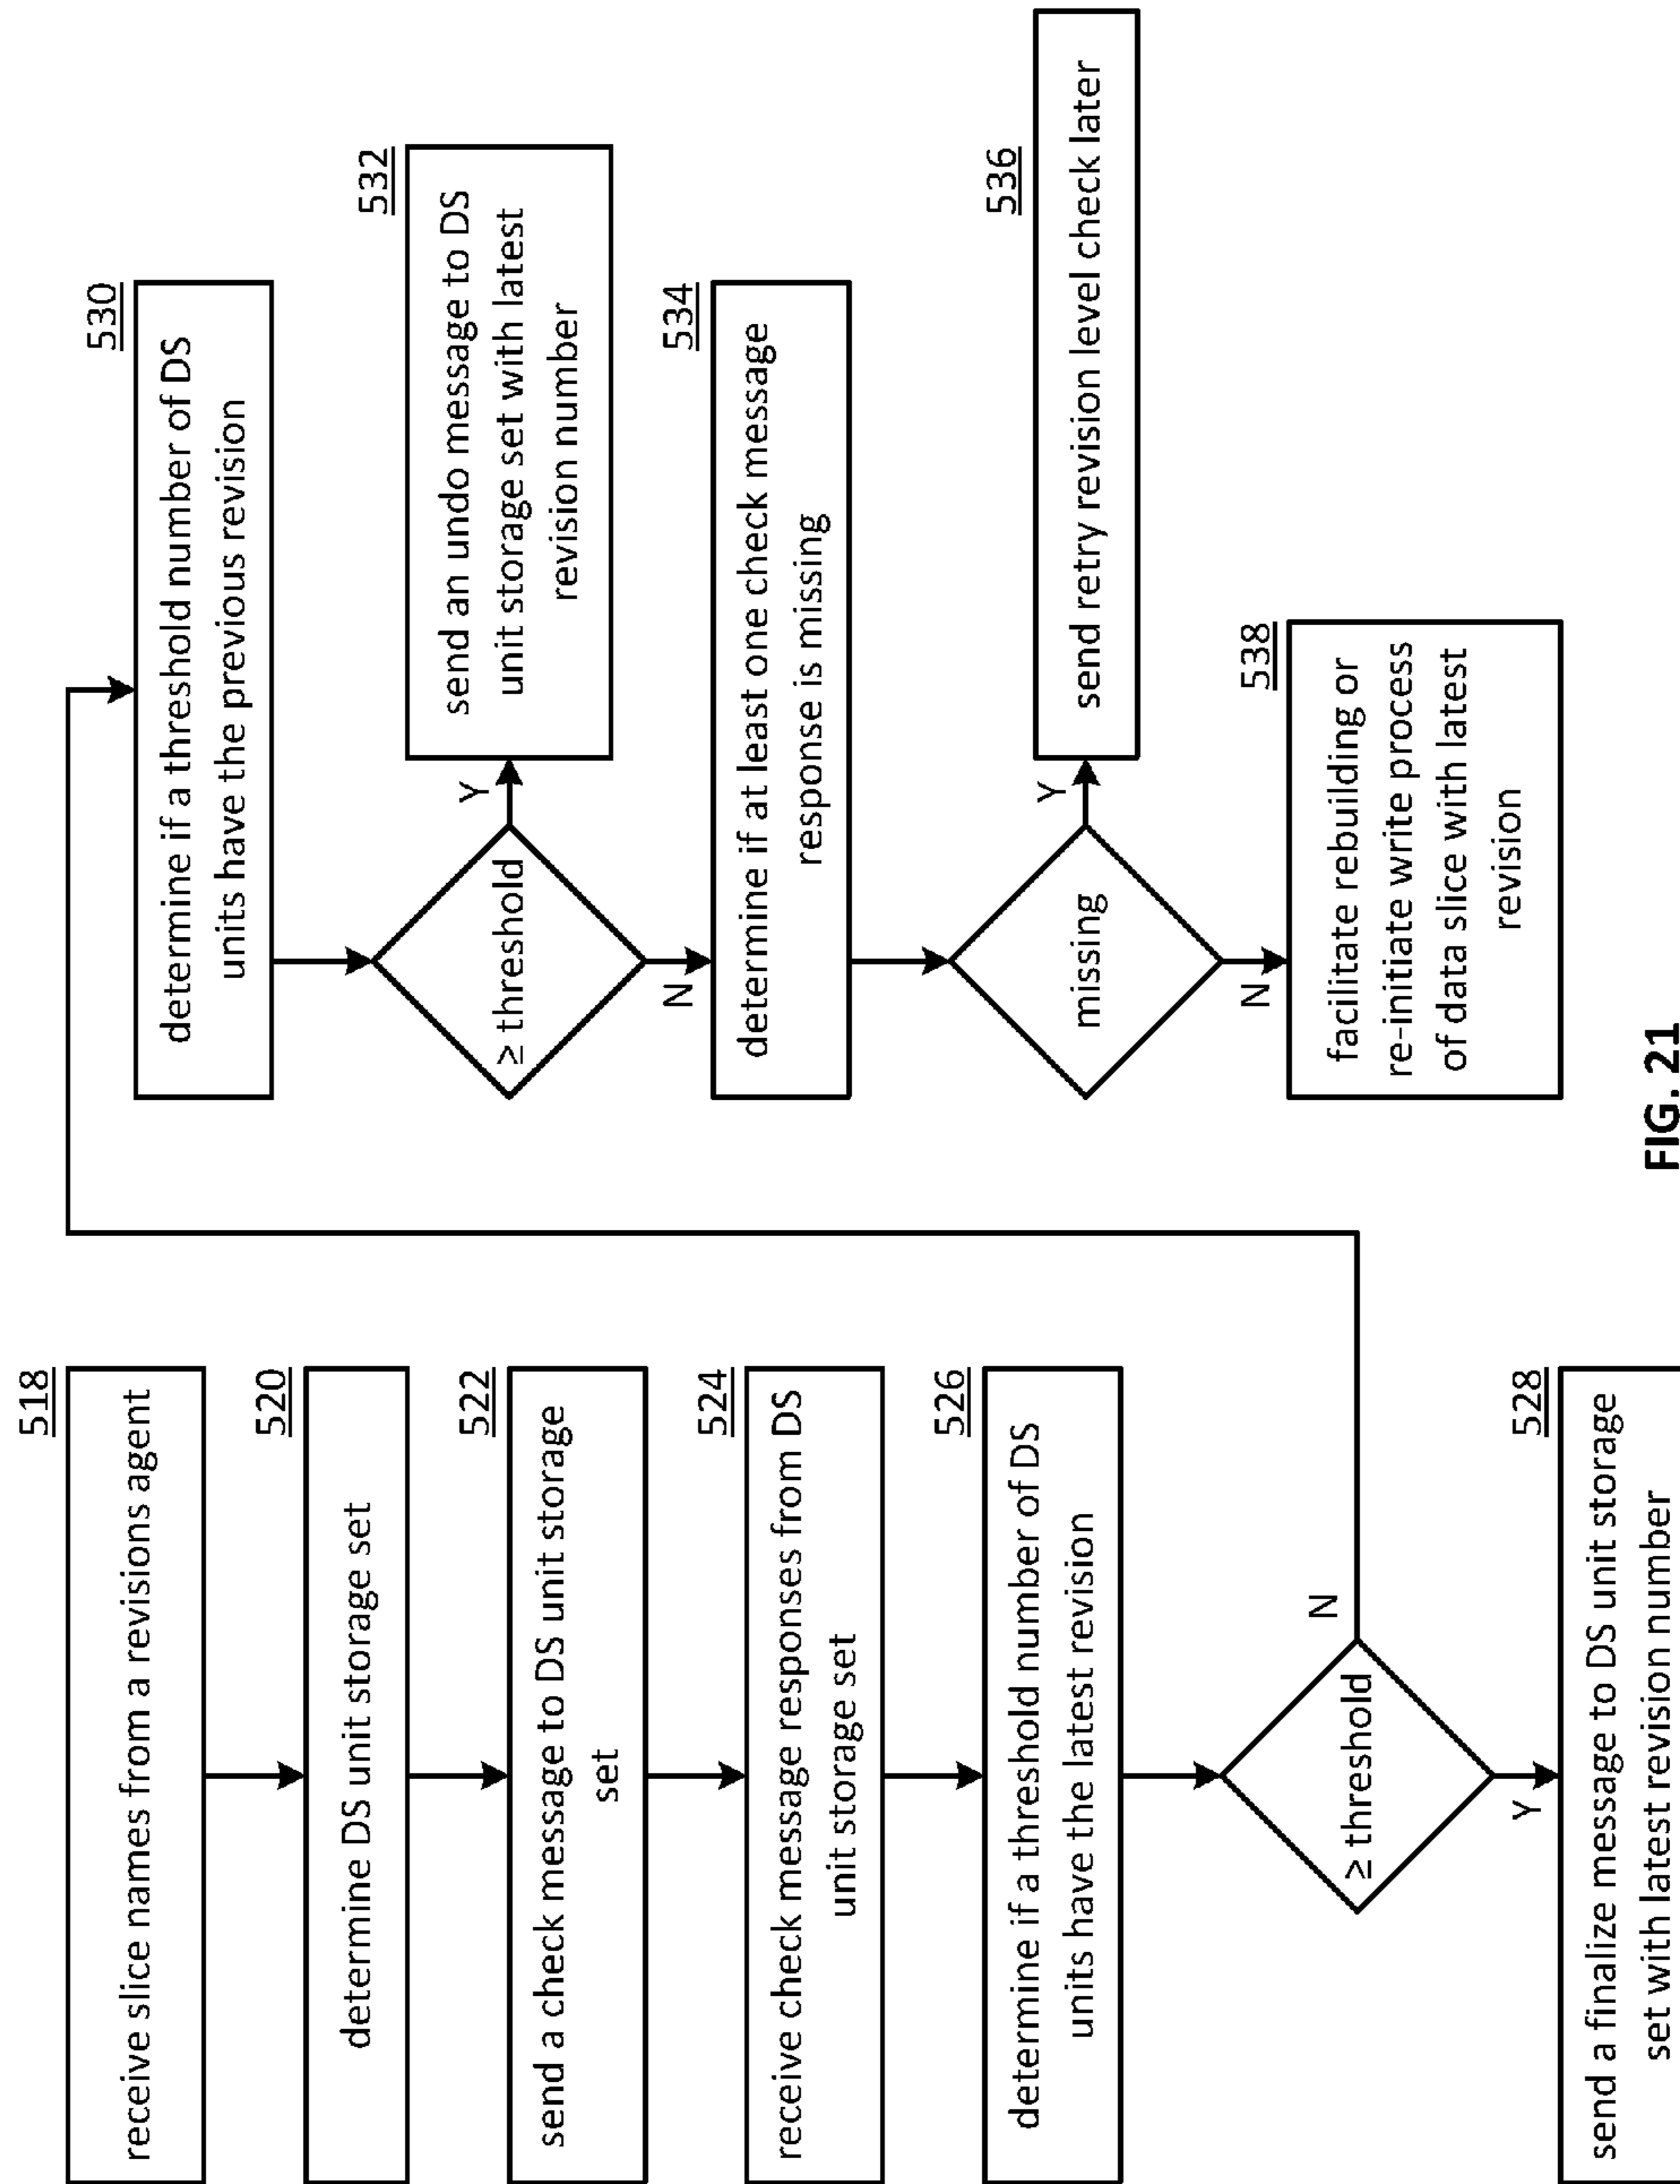 518
receive slice names from a revisions agent
520
determine DS unit storage set
522
send a check message to DS unit storage
set
524
receive check message responses from DS
unit storage set
526
determine if a threshold number of DS
units have the latest revision
≥ threshold
N
Y
528
send a finalize message to DS unit storage
set with latest revision number
530
determine if a threshold number of DS
units have the previous revision
≥ threshold
Y
532
send an undo message to DS
unit storage set with latest
revision number
N
534
determine if at least one check message
response is missing
missing
Y
536
send retry revision level check later
N
538
facilitate rebuilding or
re-initiate write process
of data slice with latest
revision
FIG. 21